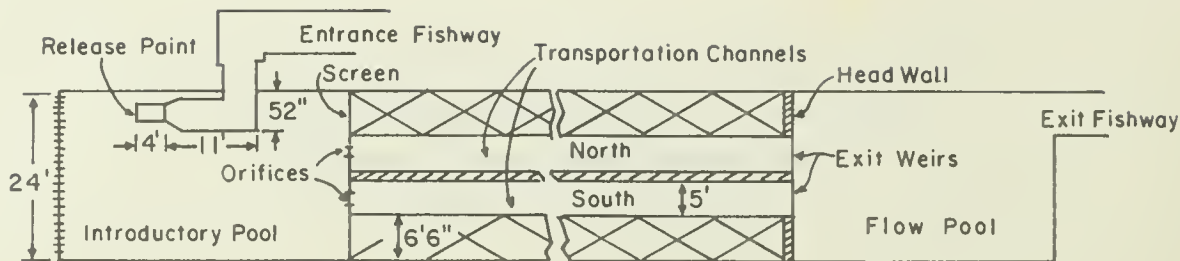 Entrance Fishway
Release Paint
Transportation Channels
Screen
Head Wall
52"
Exit Fishway
4'
11'
North
Orifices
Exit Weirs
24'
South
5'
Introductory Pool
6'6"
Flow Pool